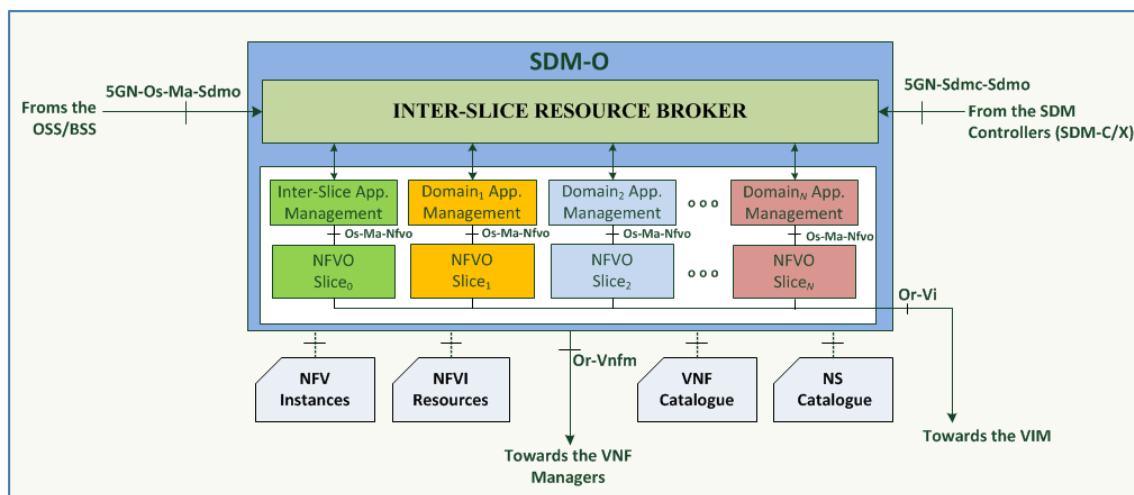 SDM-O
5GN-Os-Ma-Sdmo
5GN-Sdmc-Sdmo
Froms the
OSS/BSS
INTER-SLICE RESOURCE BROKER
From the SDM
Controllers (SDM-C/X)
Inter-Slice App.
Management
Domain1 App.
Management
Domain2 App.
Management
o o o
DomainN App.
Management
Os-Ma-Nfvo
Os-Ma-Nfvo
Os-Ma-Nfvo
Os-Ma-Nfvo
NFVO
Slice0
NFVO
Slice1
NFVO
Slice2
o o o
NFVO
SliceN
Or-Vi
Or-Vnfm
NFV
Instances
NFVI
Resources
VNF
Catalogue
NS
Catalogue
Towards the VNF
Managers
Towards the VIM